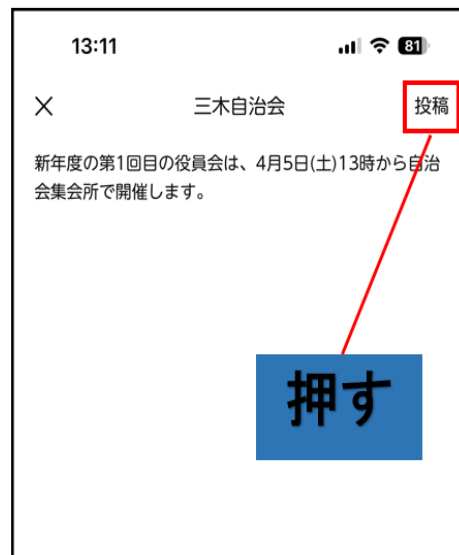 13:11
81
三木自治会
投稿
新年度の第1回目の役員会は、4月5日(土)13時から自治
会集会所で開催します。
押す